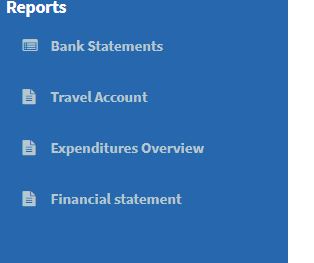 Reports
Bank Statements
Travel Account
Expenditures Overview
Financial statement